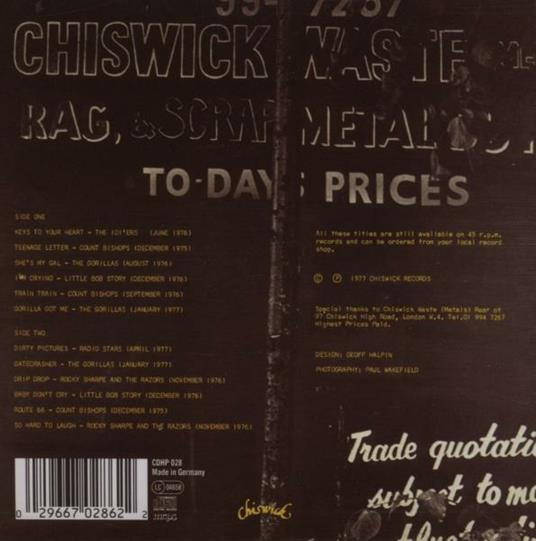 99- 7267
CHISWICK WASTE
RAG, & SCRAP METAL
TO-DAYS PRICES
SIDE ONE
KEYS TO YOUR HEART - THE 101'ERS (JUNE 1976)
TEENAGE LETTER - COUNT BISHOPS (DECEMBER 1975)
SHE'S MY GAL - THE GORILLAS (AUGUST 1976)
I'M CRYING - LITTLE BOB STORY (DECEMBER 1976)
TRAIN TRAIN - COUNT BISHOPS (SEPTEMBER 1976)
GORILLA GOT ME - THE GORILLAS (JANUARY 1977)
SIDE TWO
DIRTY PICTURES - RADIO STARS (APRIL 1977)
GATECRASHER - THE GORILLAS (JANUARY 1977)
DRIP DROP - ROCKY SHARPE AND THE RAZORS (NOVEMBER 1976)
BABY DON'T CRY - LITTLE BOB STORY (DECEMBER 1976)
ROUTE 66 - COUNT BISHOPS (DECEMBER 1975)
SO HARD TO LAUGH - ROCKY SHARPE AND THE RAZORS (NOVEMBER 1976)
All these titles are still available on 45 r.p.m.
records and can be ordered from your local record
shop.
© ℗ 1977 CHISWICK RECORDS
Special thanks to Chiswick Waste (Metals) Rear of
97 Chiswick High Road, London W.4. Tel.01 994 7267
Highest Prices Paid.
DESIGN: GEOFF HALPIN
PHOTOGRAPHY: PAUL WAKEFIELD
Trade quotati
subject to
CDHP 028
Made in Germany
LC 04656
0 29667 02862 2
chiswick